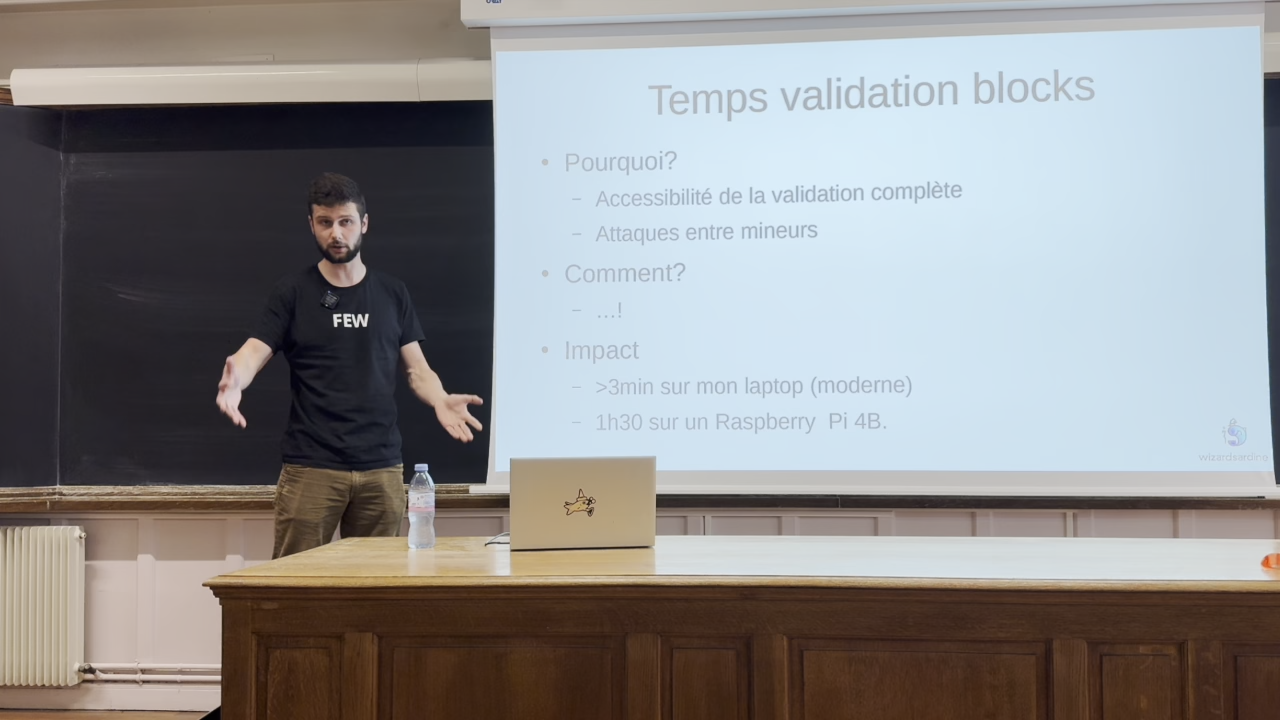 Temps validation blocks
• Pourquoi?
– Accessibilité de la validation complète
– Attaques entre mineurs
• Comment?
– ...!
• Impact
– >3min sur mon laptop (moderne)
– 1h30 sur un Raspberry Pi 4B.
wizardsardine
FEW